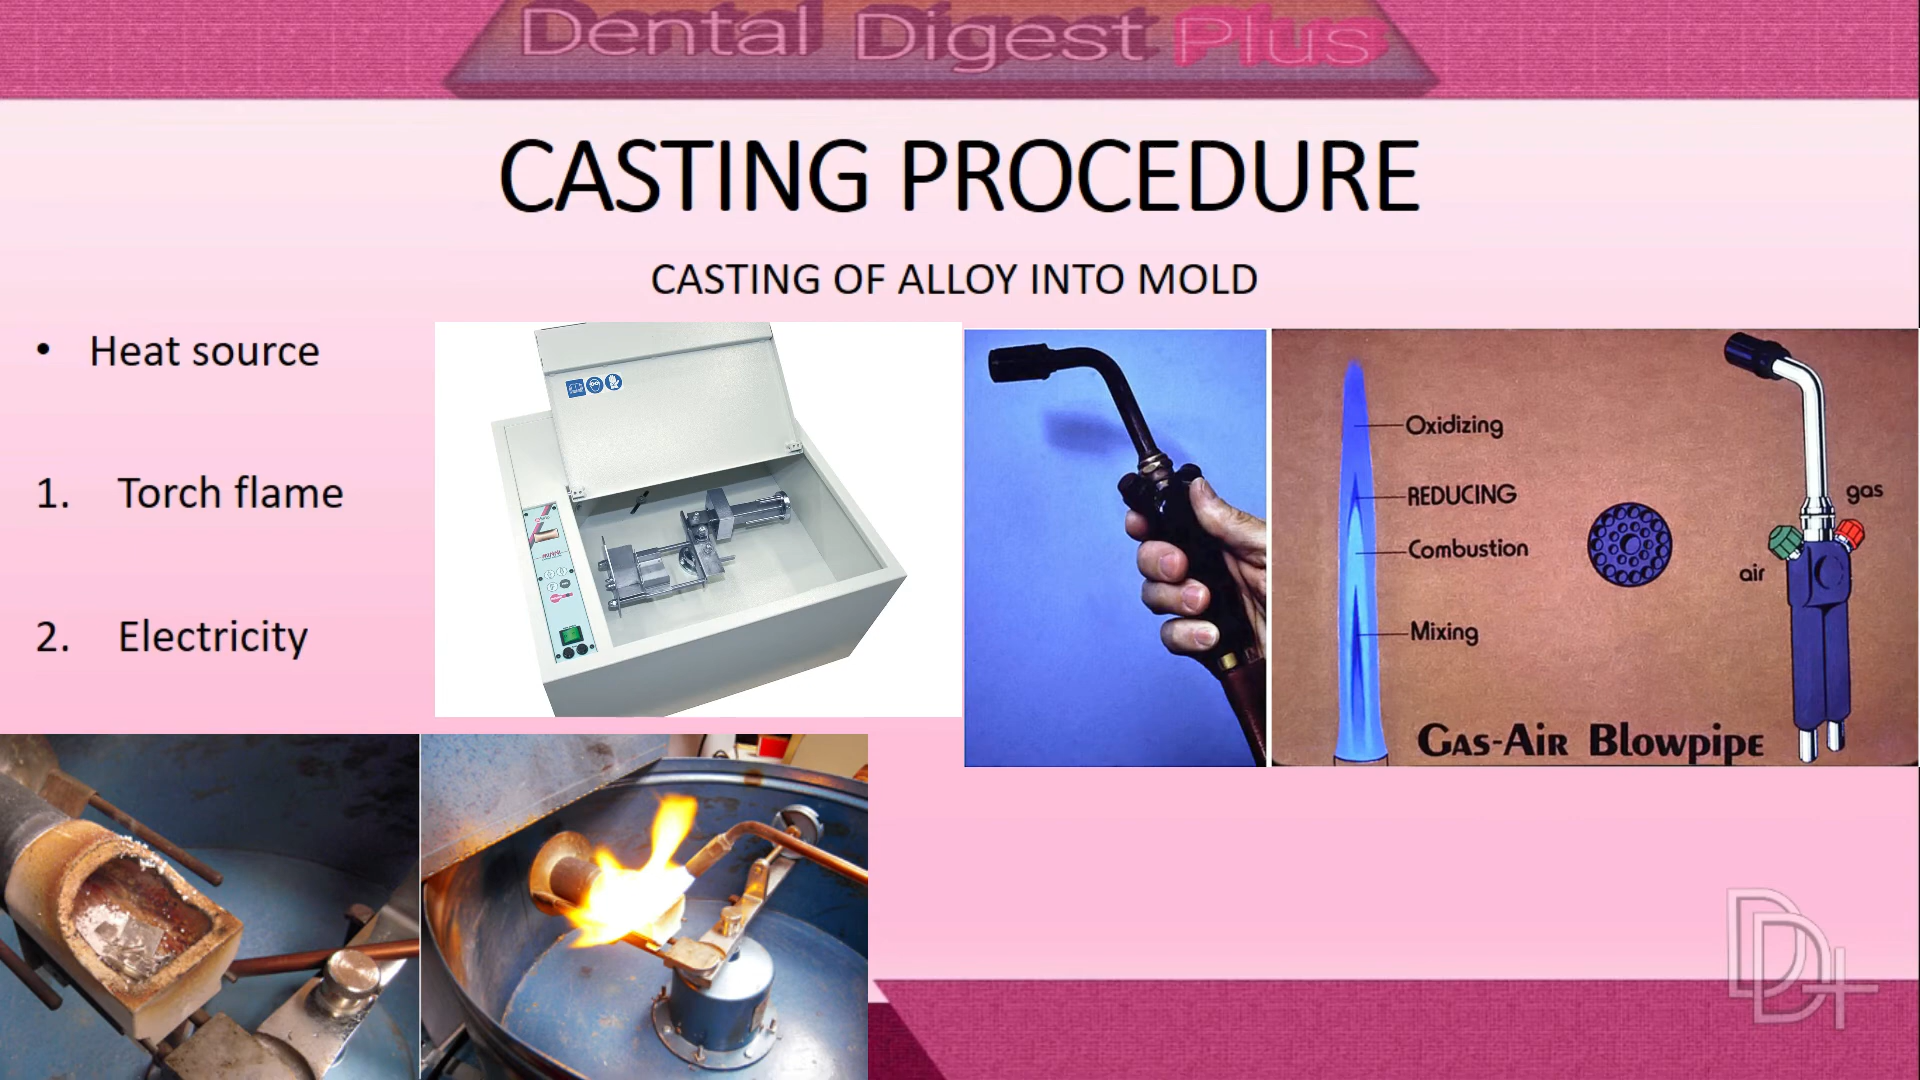 Dental Digest Plus
CASTING PROCEDURE
CASTING OF ALLOY INTO MOLD
• Heat source
1. Torch flame
2. Electricity
Oxidizing
REDUCING
Combustion
Mixing
gas
air
Gas-Air Blowpipe
DD+